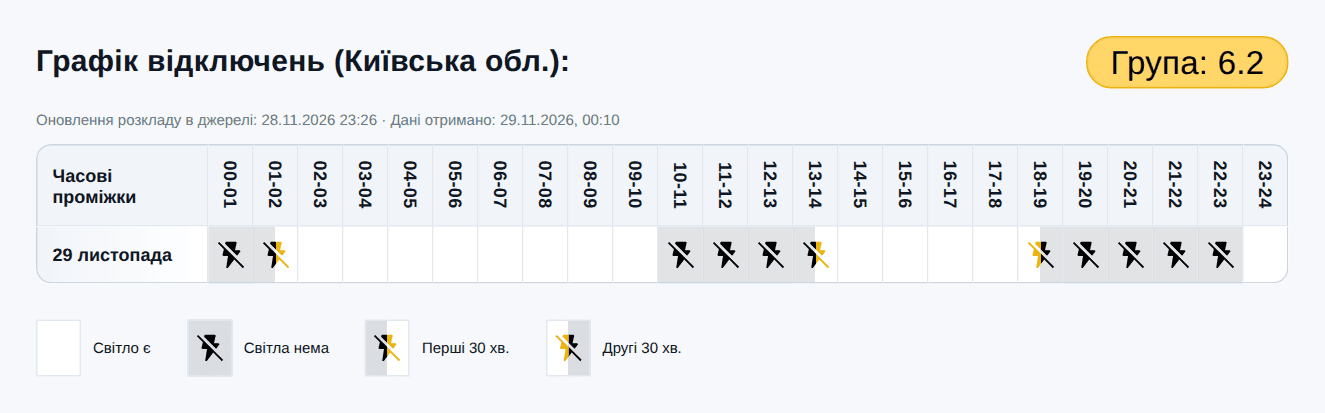 Графік відключень (Київська обл.):
Група: 6.2
Оновлення розкладу в джерелі: 28.11.2026 23:26 · Дані отримано: 29.11.2026, 00:10
Часові
проміжки
00-01
01-02
02-03
03-04
04-05
05-06
06-07
07-08
08-09
09-10
10-11
11-12
12-13
13-14
14-15
15-16
16-17
17-18
18-19
19-20
20-21
21-22
22-23
23-24
29 листопада
Світло є
Світла нема
Перші 30 хв.
Другі 30 хв.